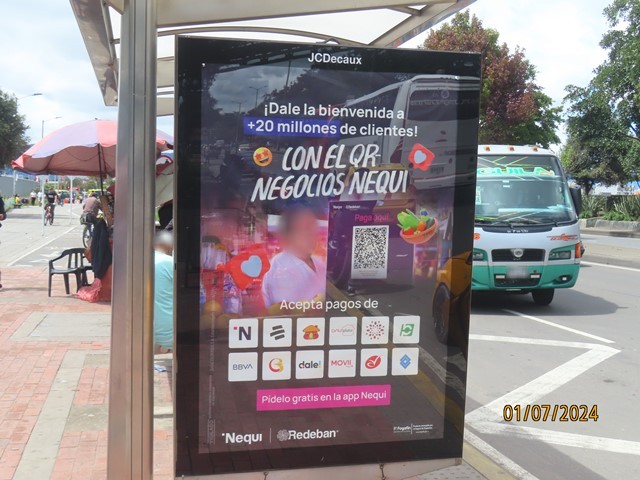 JCDecaux
¡Dale la bienvenida a
+20 millones de clientes!
CON EL QR
NEGOCIOS NEQUI
Paga aquí
Acepta pagos de
N
BBVA
dale!
MOVII
Pídelo gratis en la app Nequi
Nequi
Redeban
01/07/2024